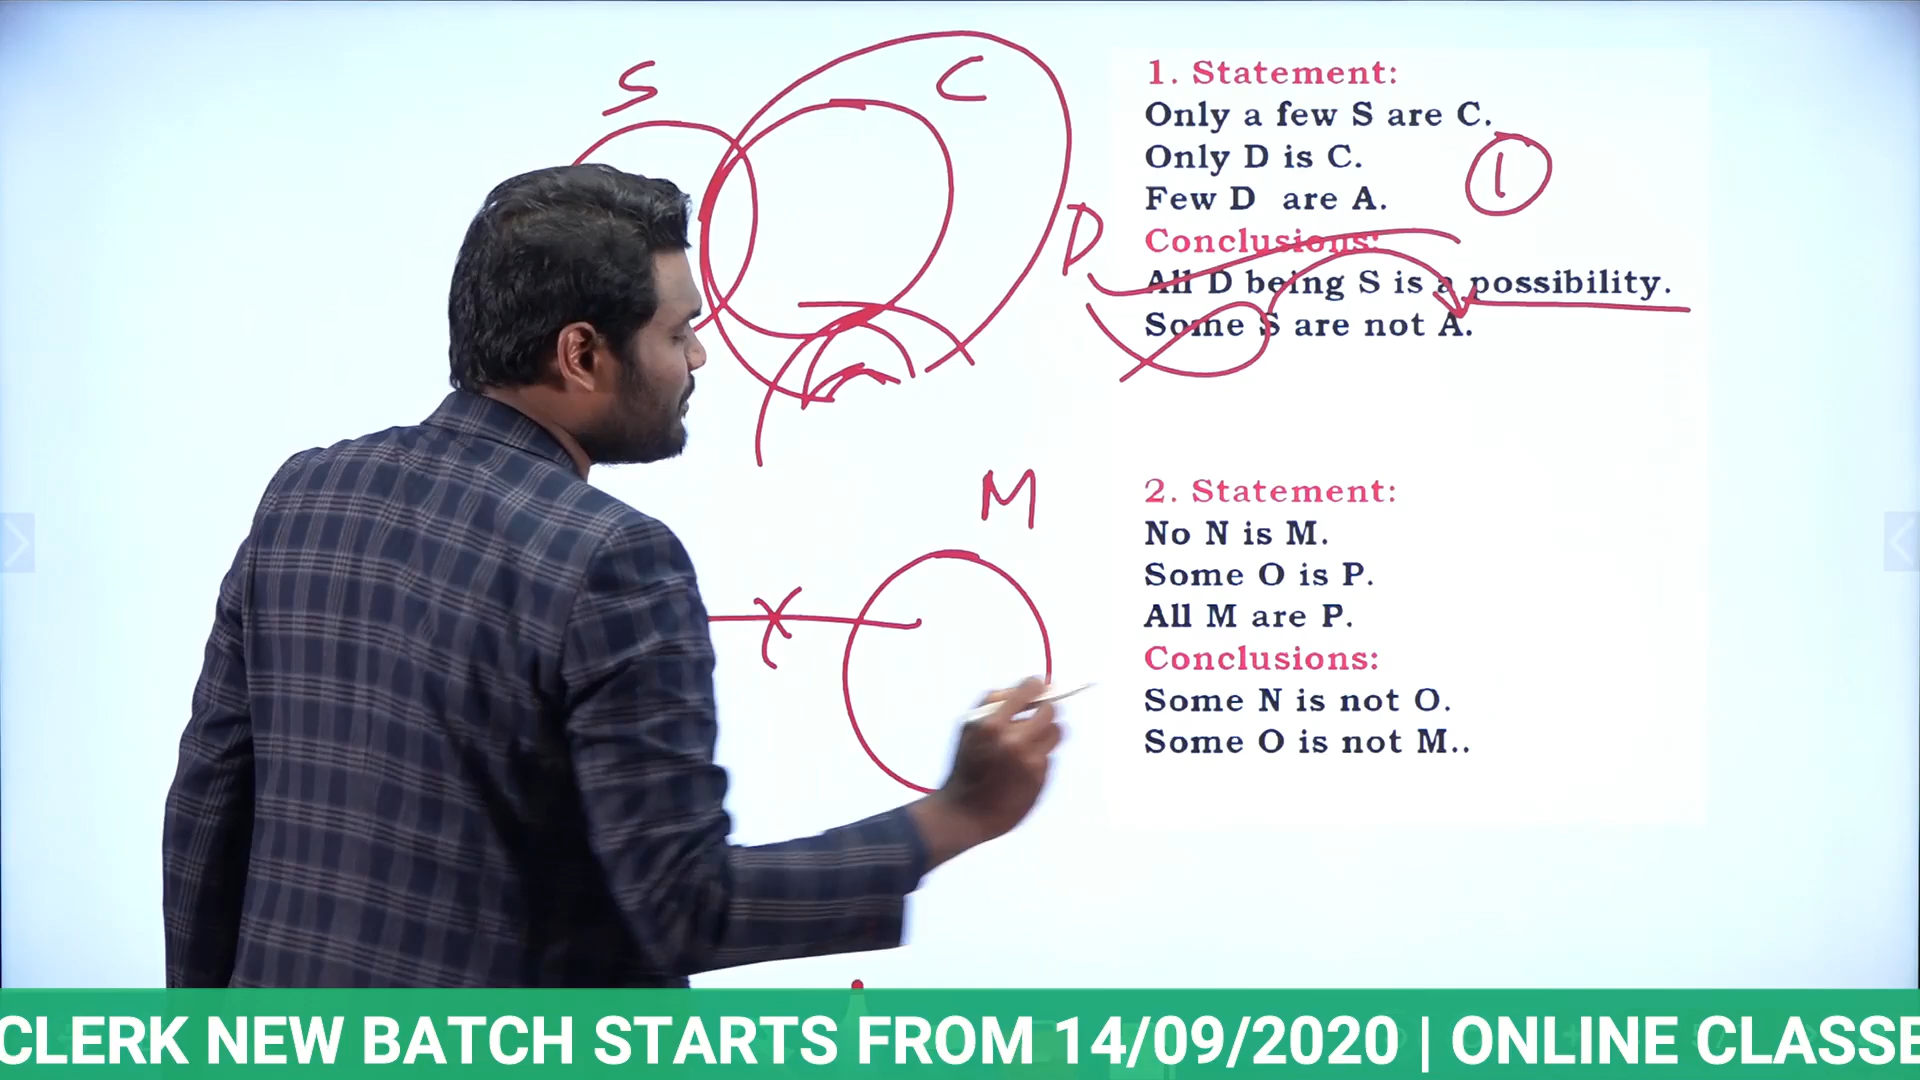 S
C
D
1. Statement:
Only a few S are C.
Only D is C.
Few D are A.
1
Conclusions:
All D being S is a possibility.
Some S are not A.
M
2. Statement:
No N is M.
Some O is P.
All M are P.
Conclusions:
Some N is not O.
Some O is not M..
CLERK NEW BATCH STARTS FROM 14/09/2020 | ONLINE CLASSE